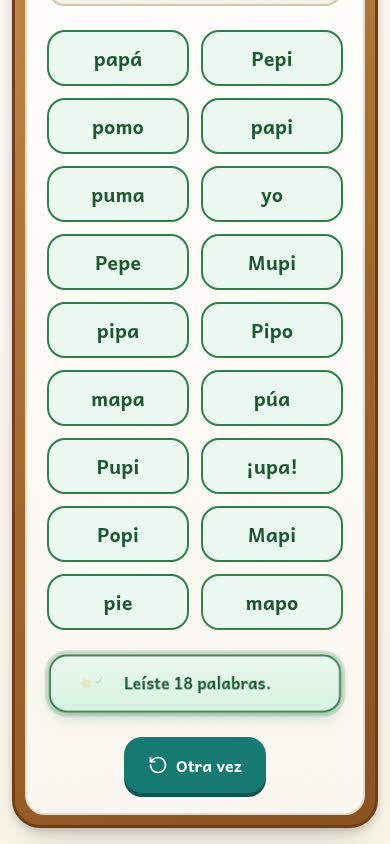 papá Pepi
pomo papi
puma yo
Pepe Mupi
pipa Pipo
mapa púa
Pupi ¡upa!
Popi Mapi
pie mapo
Leíste 18 palabras.
Otra vez